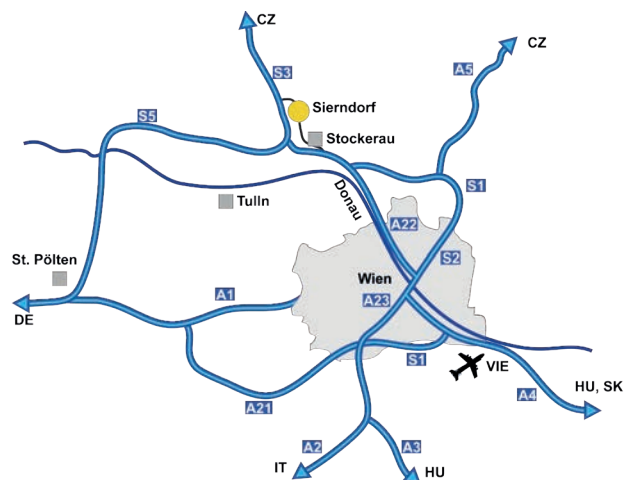 CZ
CZ
A5
S3
Sierndorf
S5
Stockerau
S1
Donau
Tulln
A22
St. Pölten
S2
Wien
A1
A23
DE
S1
VIE
HU, SK
A4
A21
A2
A3
IT
HU